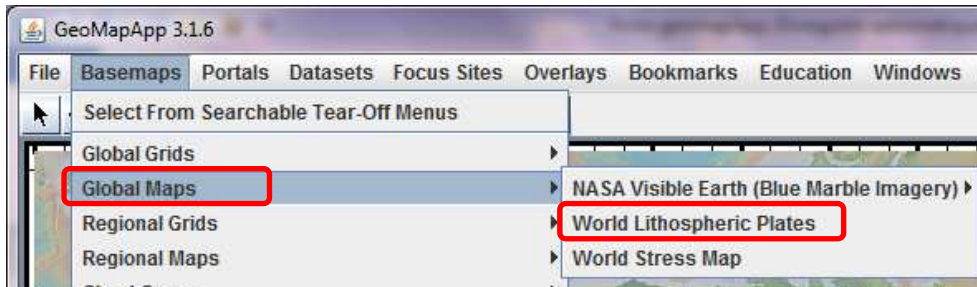 GeoMapApp 3.1.6
File Basemaps Portals Datasets Focus Sites Overlays Bookmarks Education Windows
Select From Searchable Tear-Off Menus
Global Grids
Global Maps
NASA Visible Earth (Blue Marble Imagery)
Regional Grids
World Lithospheric Plates
Regional Maps
World Stress Map